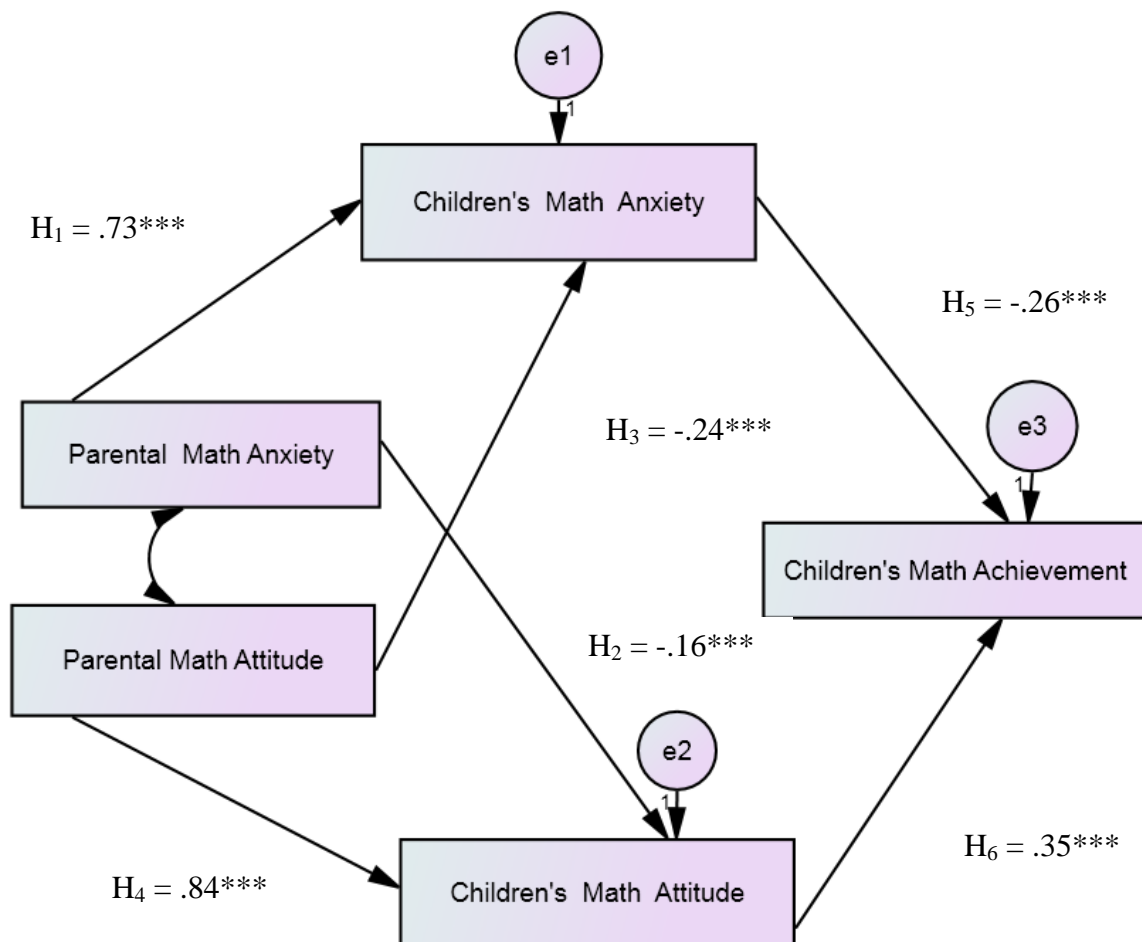 e1
1
Children's Math Anxiety
H₁ = .73***
H₅ = -.26***
Parental Math Anxiety
H₃ = -.24***
e3
1
Children's Math Achievement
Parental Math Attitude
H₂ = -.16***
e2
1
Children's Math Attitude
H₄ = .84***
H₆ = .35***